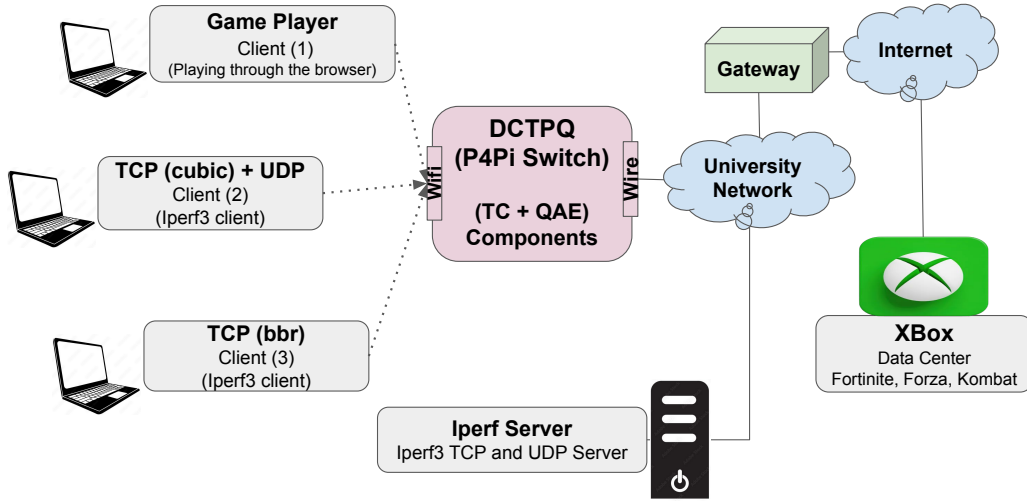 Game Player
Client (1)
(Playing through the browser)
TCP (cubic) + UDP
Client (2)
(Iperf3 client)
TCP (bbr)
Client (3)
(Iperf3 client)
DCTPQ
(P4Pi Switch)
(TC + QAE)
Components
Wifi
Wire
Gateway
Internet
University
Network
XBox
Data Center
Fortinite, Forza, Kombat
Iperf Server
Iperf3 TCP and UDP Server